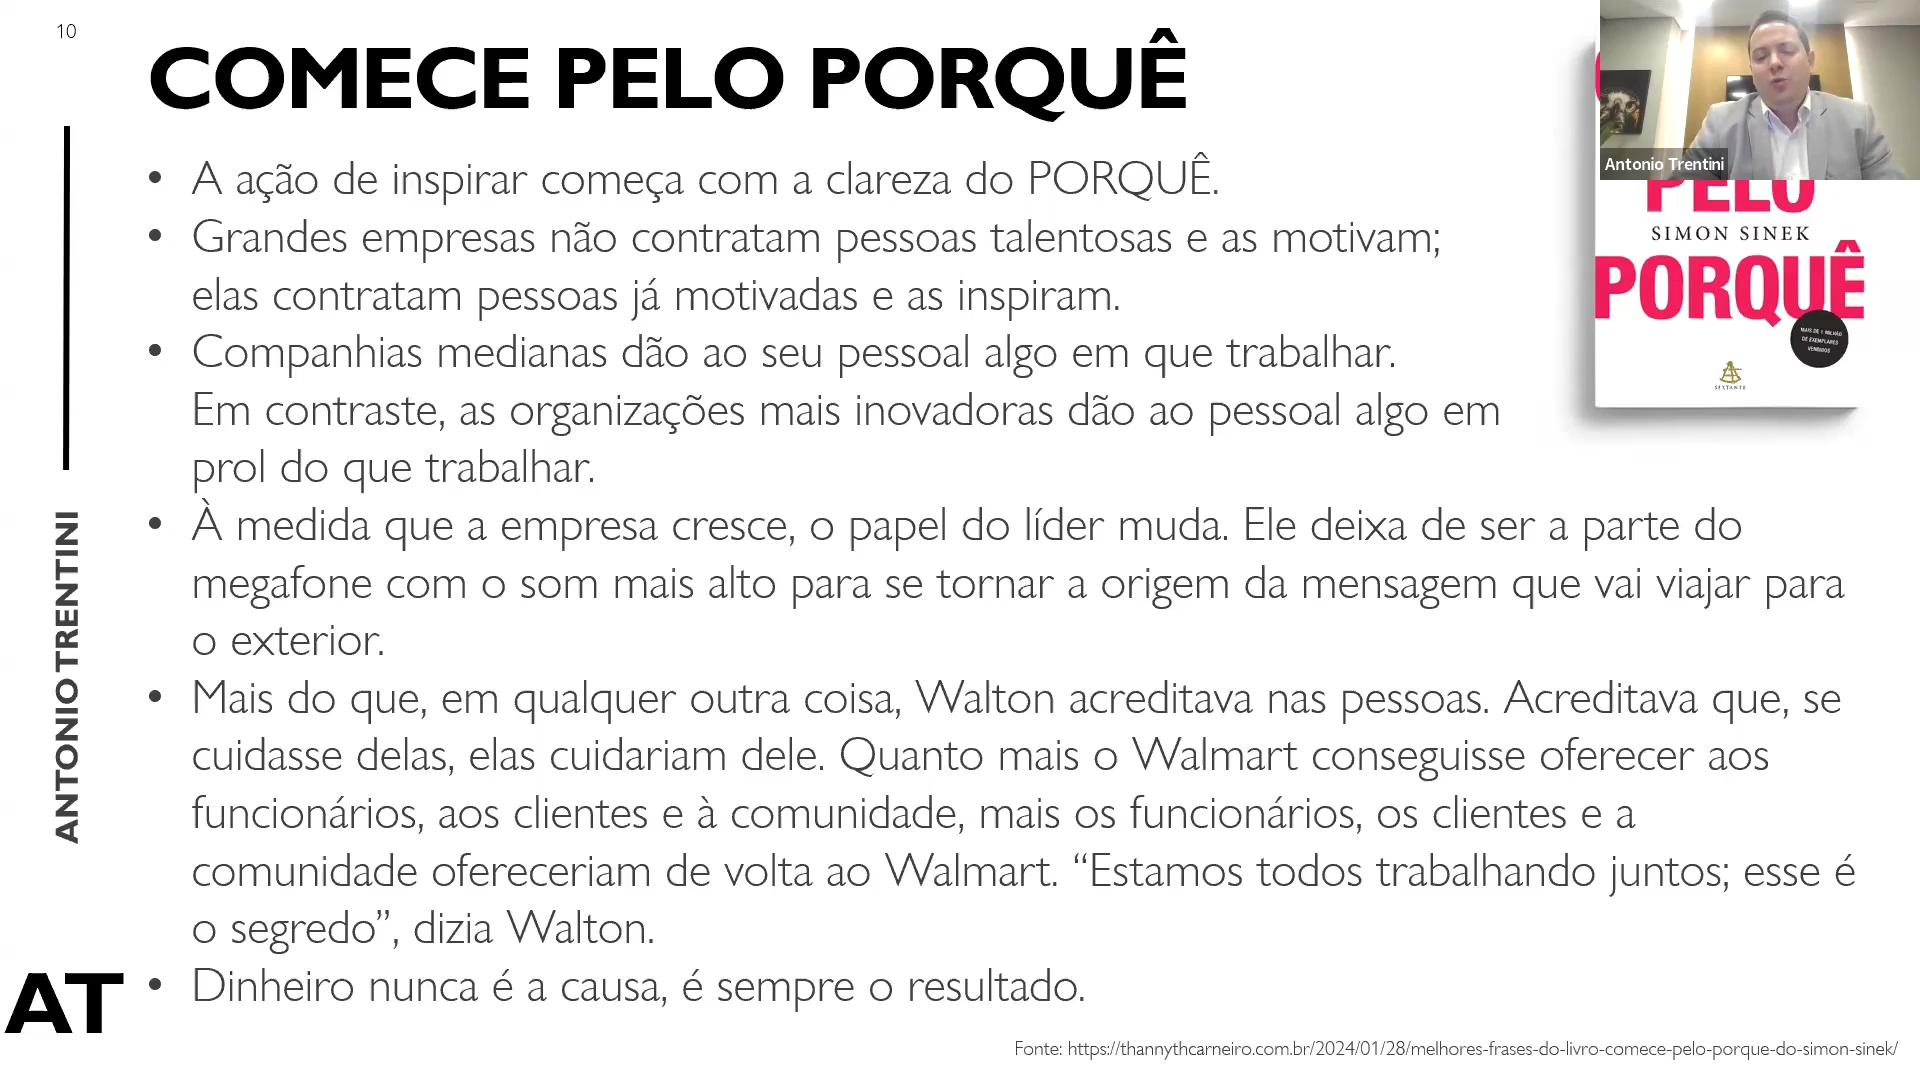 10
COMECE PELO PORQUÊ
• A ação de inspirar começa com a clareza do PORQUÊ.
• Grandes empresas não contratam pessoas talentosas e as motivam;
elas contratam pessoas já motivadas e as inspiram.
• Companhias medianas dão ao seu pessoal algo em que trabalhar.
Em contraste, as organizações mais inovadoras dão ao pessoal algo em
prol do que trabalhar.
• À medida que a empresa cresce, o papel do líder muda. Ele deixa de ser a parte do
megafone com o som mais alto para se tornar a origem da mensagem que vai viajar para
o exterior.
• Mais do que, em qualquer outra coisa, Walton acreditava nas pessoas. Acreditava que, se
cuidasse delas, elas cuidariam dele. Quanto mais o Walmart conseguisse oferecer aos
funcionários, aos clientes e à comunidade, mais os funcionários, os clientes e a
comunidade ofereceriam de volta ao Walmart. “Estamos todos trabalhando juntos; esse é
o segredo”, dizia Walton.
• Dinheiro nunca é a causa, é sempre o resultado.
Fonte: https://thannythcarneiro.com.br/2024/01/28/melhores-frases-do-livro-comece-pelo-porque-do-simon-sinek/
ANTONIO TRENTINI
AT
Antonio Trentini
PELO
SIMON SINEK
PORQUÊ
MAIS DE 1 MILHÃO
DE EXEMPLARES
VENDIDOS
SEXTANTE